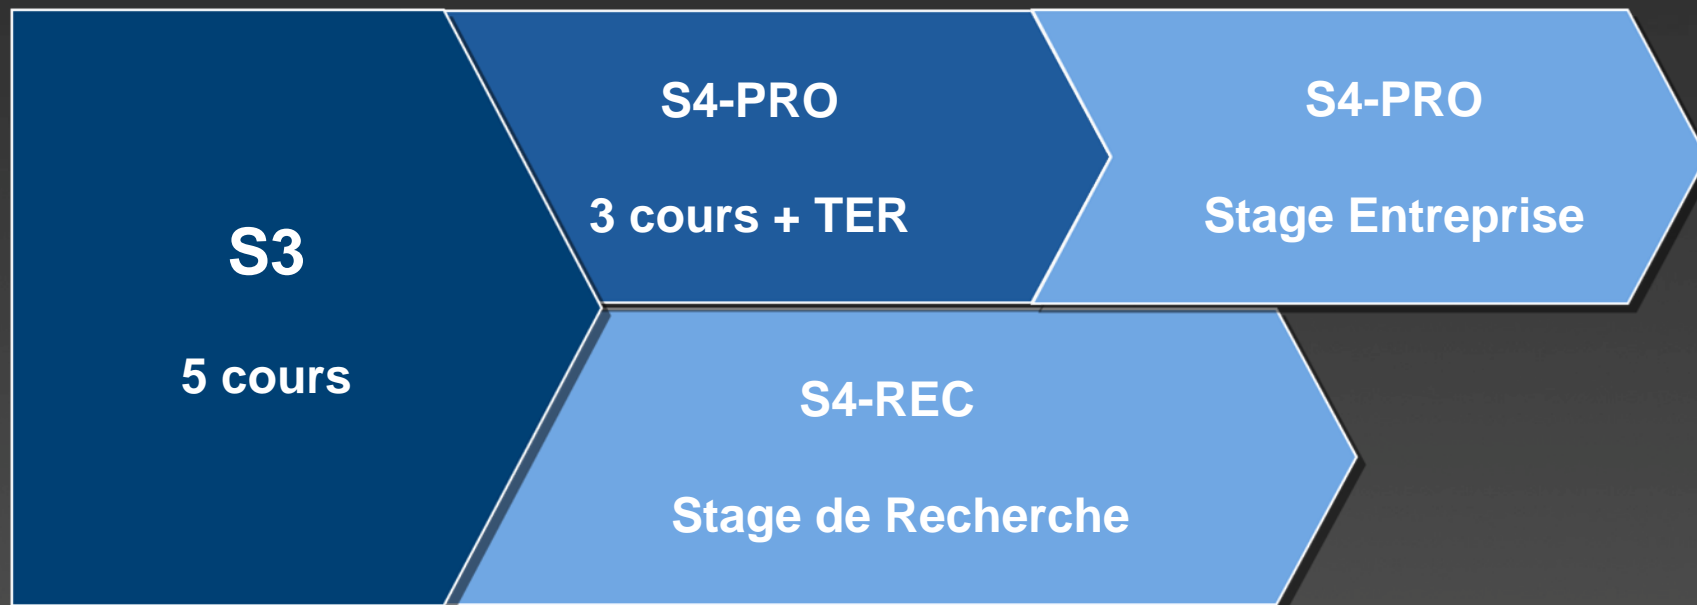 S3
5 cours
S4-PRO
3 cours + TER
S4-PRO
Stage Entreprise
S4-REC
Stage de Recherche